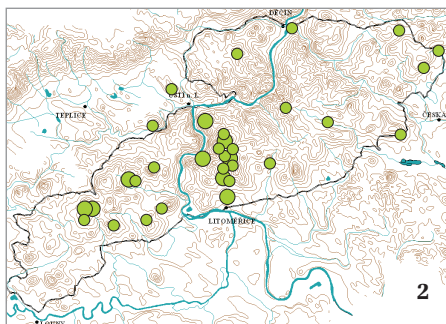 DĚČÍN
ÚSTÍ n. L.
TEPLICE
ČESKÁ
LITOMĚŘICE
2
LOUNY